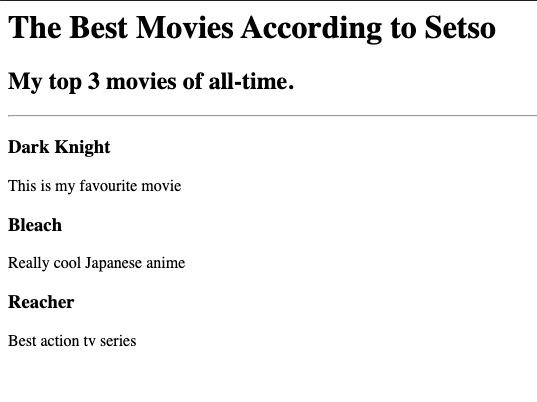 The Best Movies According to Setso
My top 3 movies of all-time.
Dark Knight
This is my favourite movie
Bleach
Really cool Japanese anime
Reacher
Best action tv series